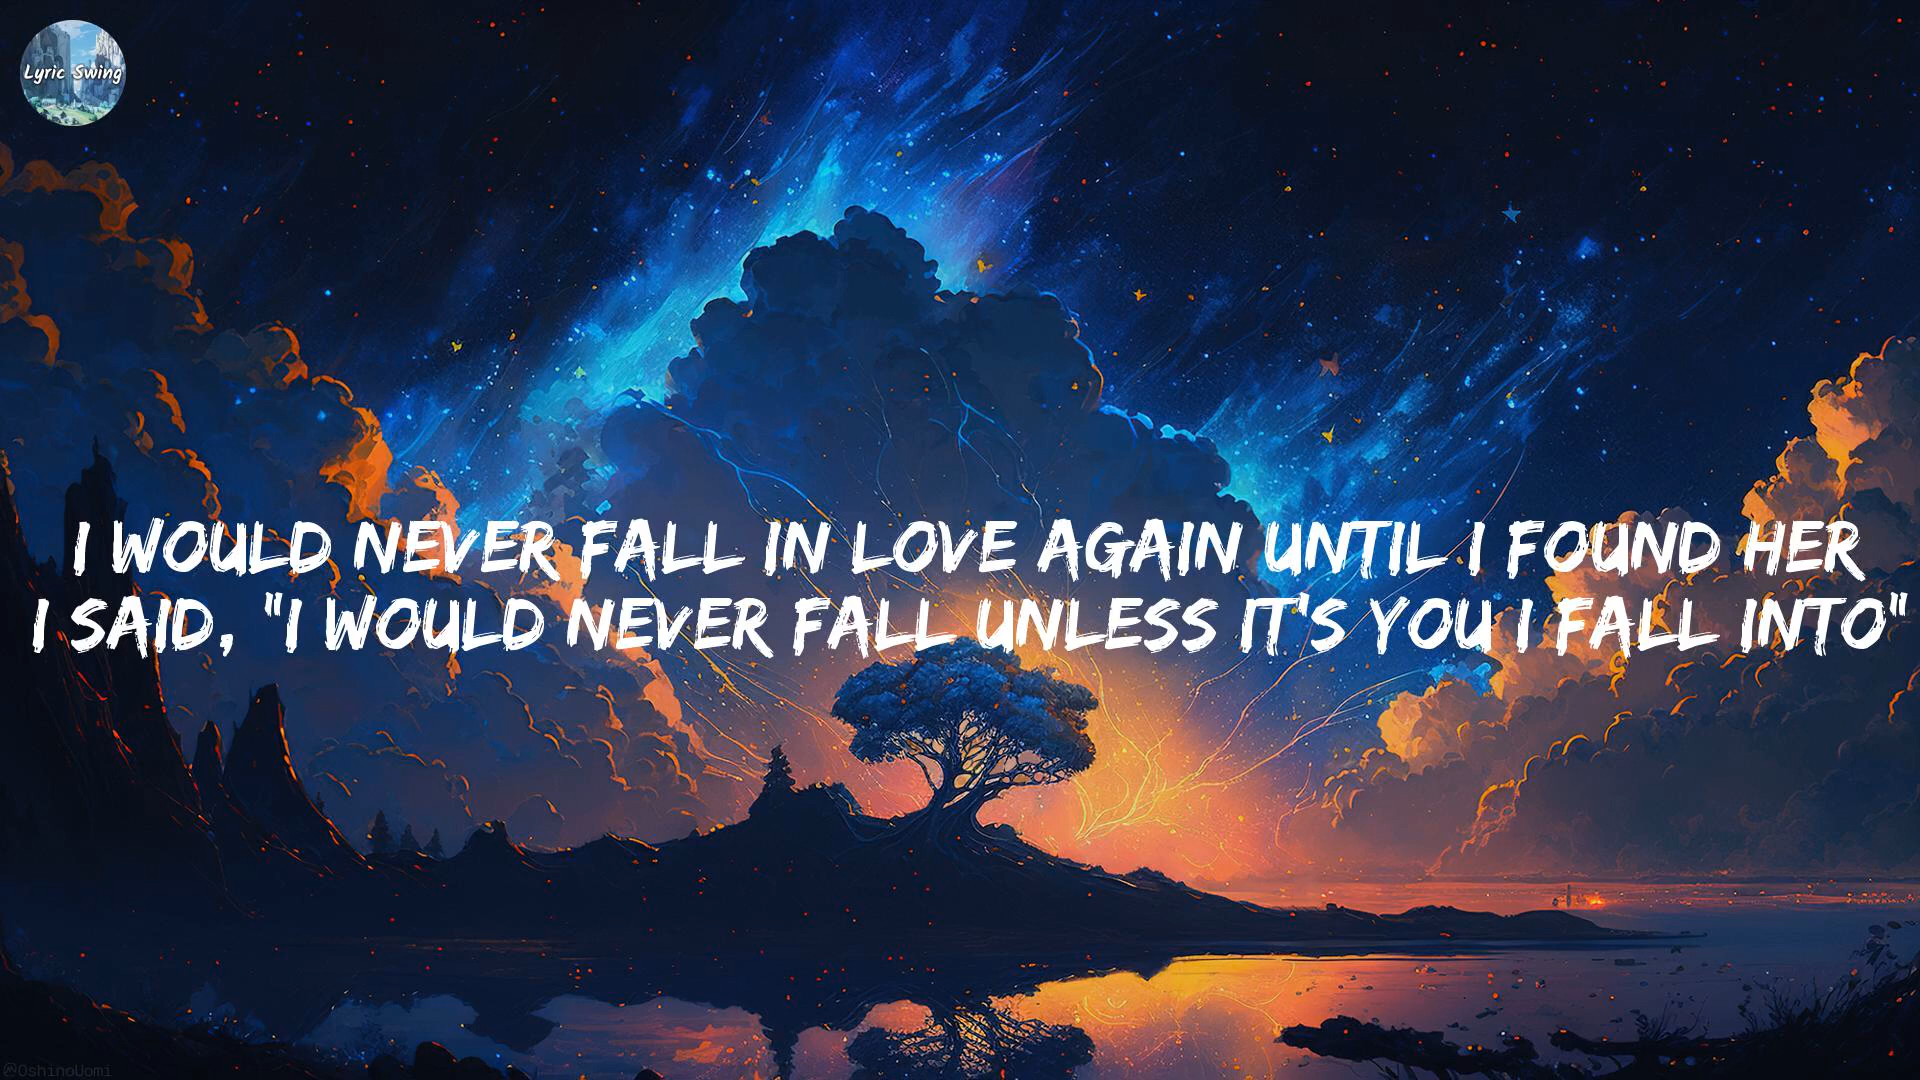 Lyric Swing
I WOULD NEVER FALL IN LOVE AGAIN UNTIL I FOUND HER
I SAID, "I WOULD NEVER FALL UNLESS IT'S YOU I FALL INTO"
@OshinoUomi